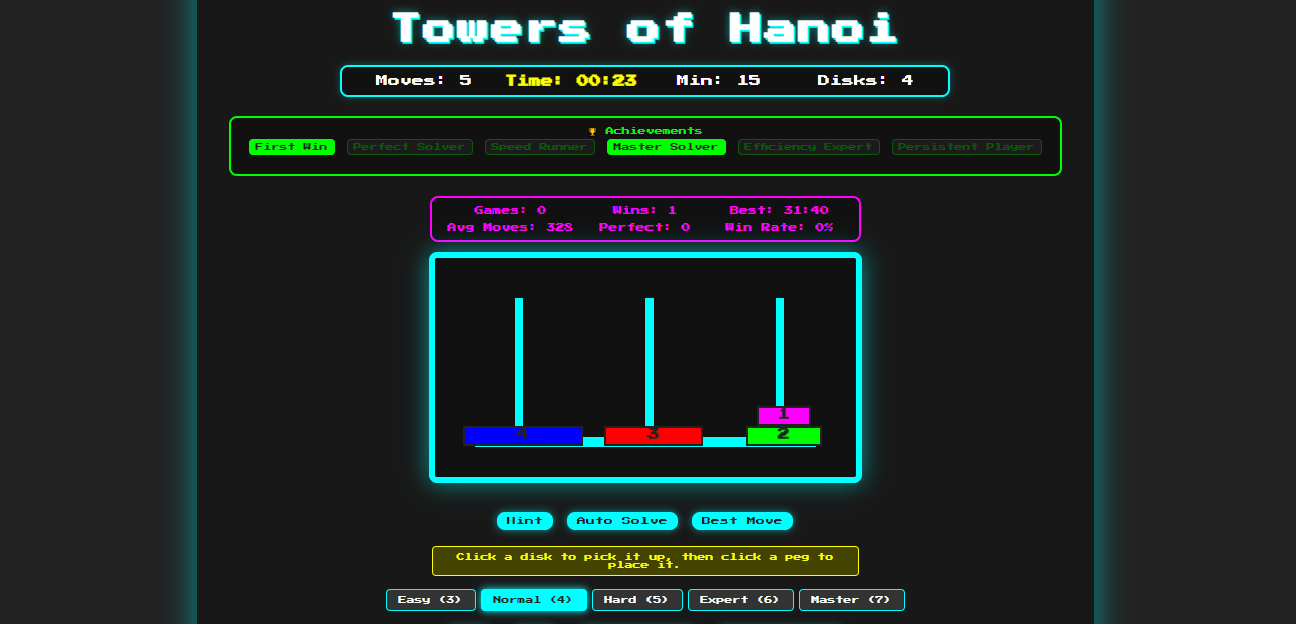 Towers of Hanoi
Moves: 5 Time: 00:23 Min: 15 Disks: 4
🏆 Achievements
First Win Perfect Solver Speed Runner Master Solver Efficiency Expert Persistent Player
Games: 0 Wins: 1 Best: 31:40
Avg Moves: 328 Perfect: 0 Win Rate: 0%
1
4 3 2
Hint Auto Solve Best Move
Click a disk to pick it up, then click a peg to
place it.
Easy (3) Normal (4) Hard (5) Expert (6) Master (7)